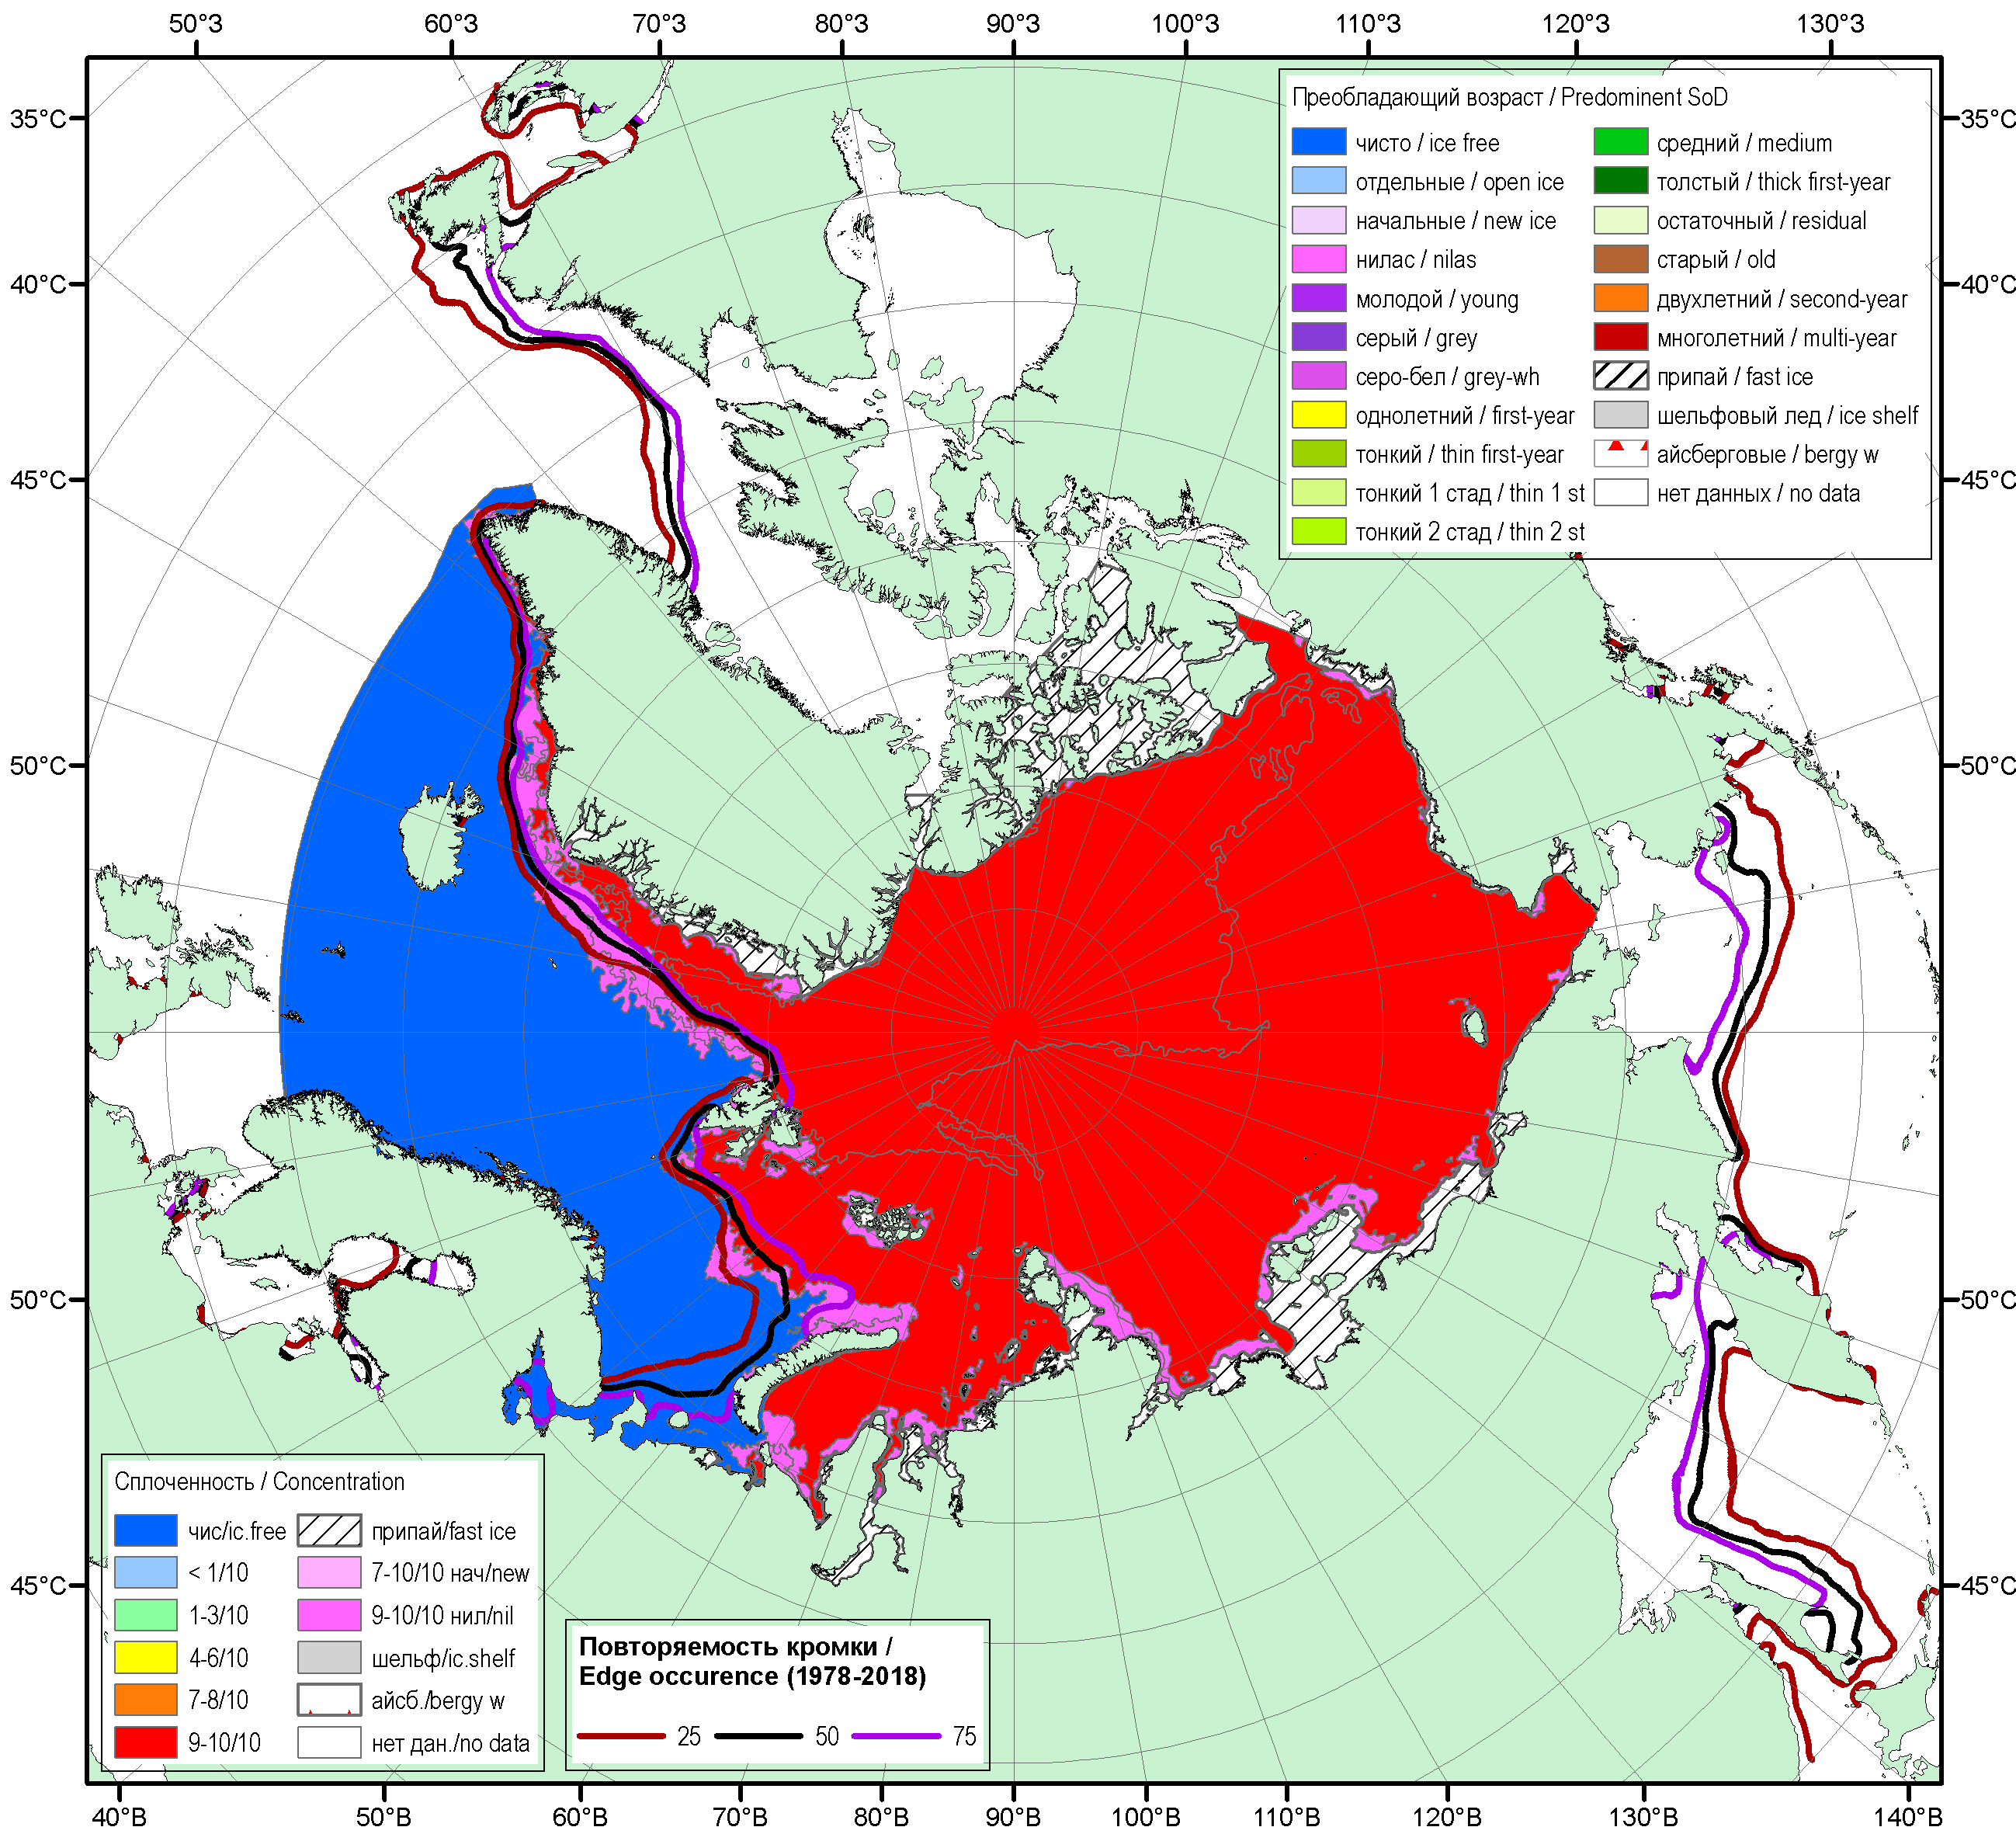 50°З 60°З 70°З 80°З 90°З 100°З 110°З 120°З 130°З
35°С 35°С
40°С 40°С
45°С 45°С
50°С 50°С
50°С 50°С
45°С 45°С
Преобладающий возраст / Predominent SoD
чисто / ice free
отдельные / open ice
начальные / new ice
нилас / nilas
молодой / young
серый / grey
серо-бел / grey-wh
однолетний / first-year
тонкий / thin first-year
тонкий 1 стад / thin 1 st
тонкий 2 стад / thin 2 st
средний / medium
толстый / thick first-year
остаточный / residual
старый / old
двухлетний / second-year
многолетний / multi-year
припай / fast ice
шельфовый лед / ice shelf
айсберговые / bergy w
нет данных / no data
Сплоченность / Concentration
чис/ic.free
< 1/10
1-3/10
4-6/10
7-8/10
9-10/10
припай/fast ice
7-10/10 нач/new
9-10/10 нил/nil
шельф/ic.shelf
айсб./bergy w
нет дан./no data
Повторяемость кромки /
Edge occurence (1978-2018)
25 50 75
40°В 50°В 60°В 70°В 80°В 90°В 100°В 110°В 120°В 130°В 140°В